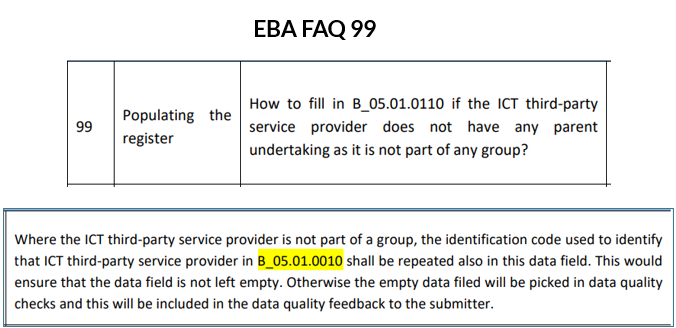 EBA FAQ 99
99
Populating the
register
How to fill in B_05.01.0110 if the ICT third-party
service provider does not have any parent
undertaking as it is not part of any group?
Where the ICT third-party service provider is not part of a group, the identification code used to identify
that ICT third-party service provider in B_05.01.0010 shall be repeated also in this data field. This would
ensure that the data field is not left empty. Otherwise the empty data filed will be picked in data quality
checks and this will be included in the data quality feedback to the submitter.